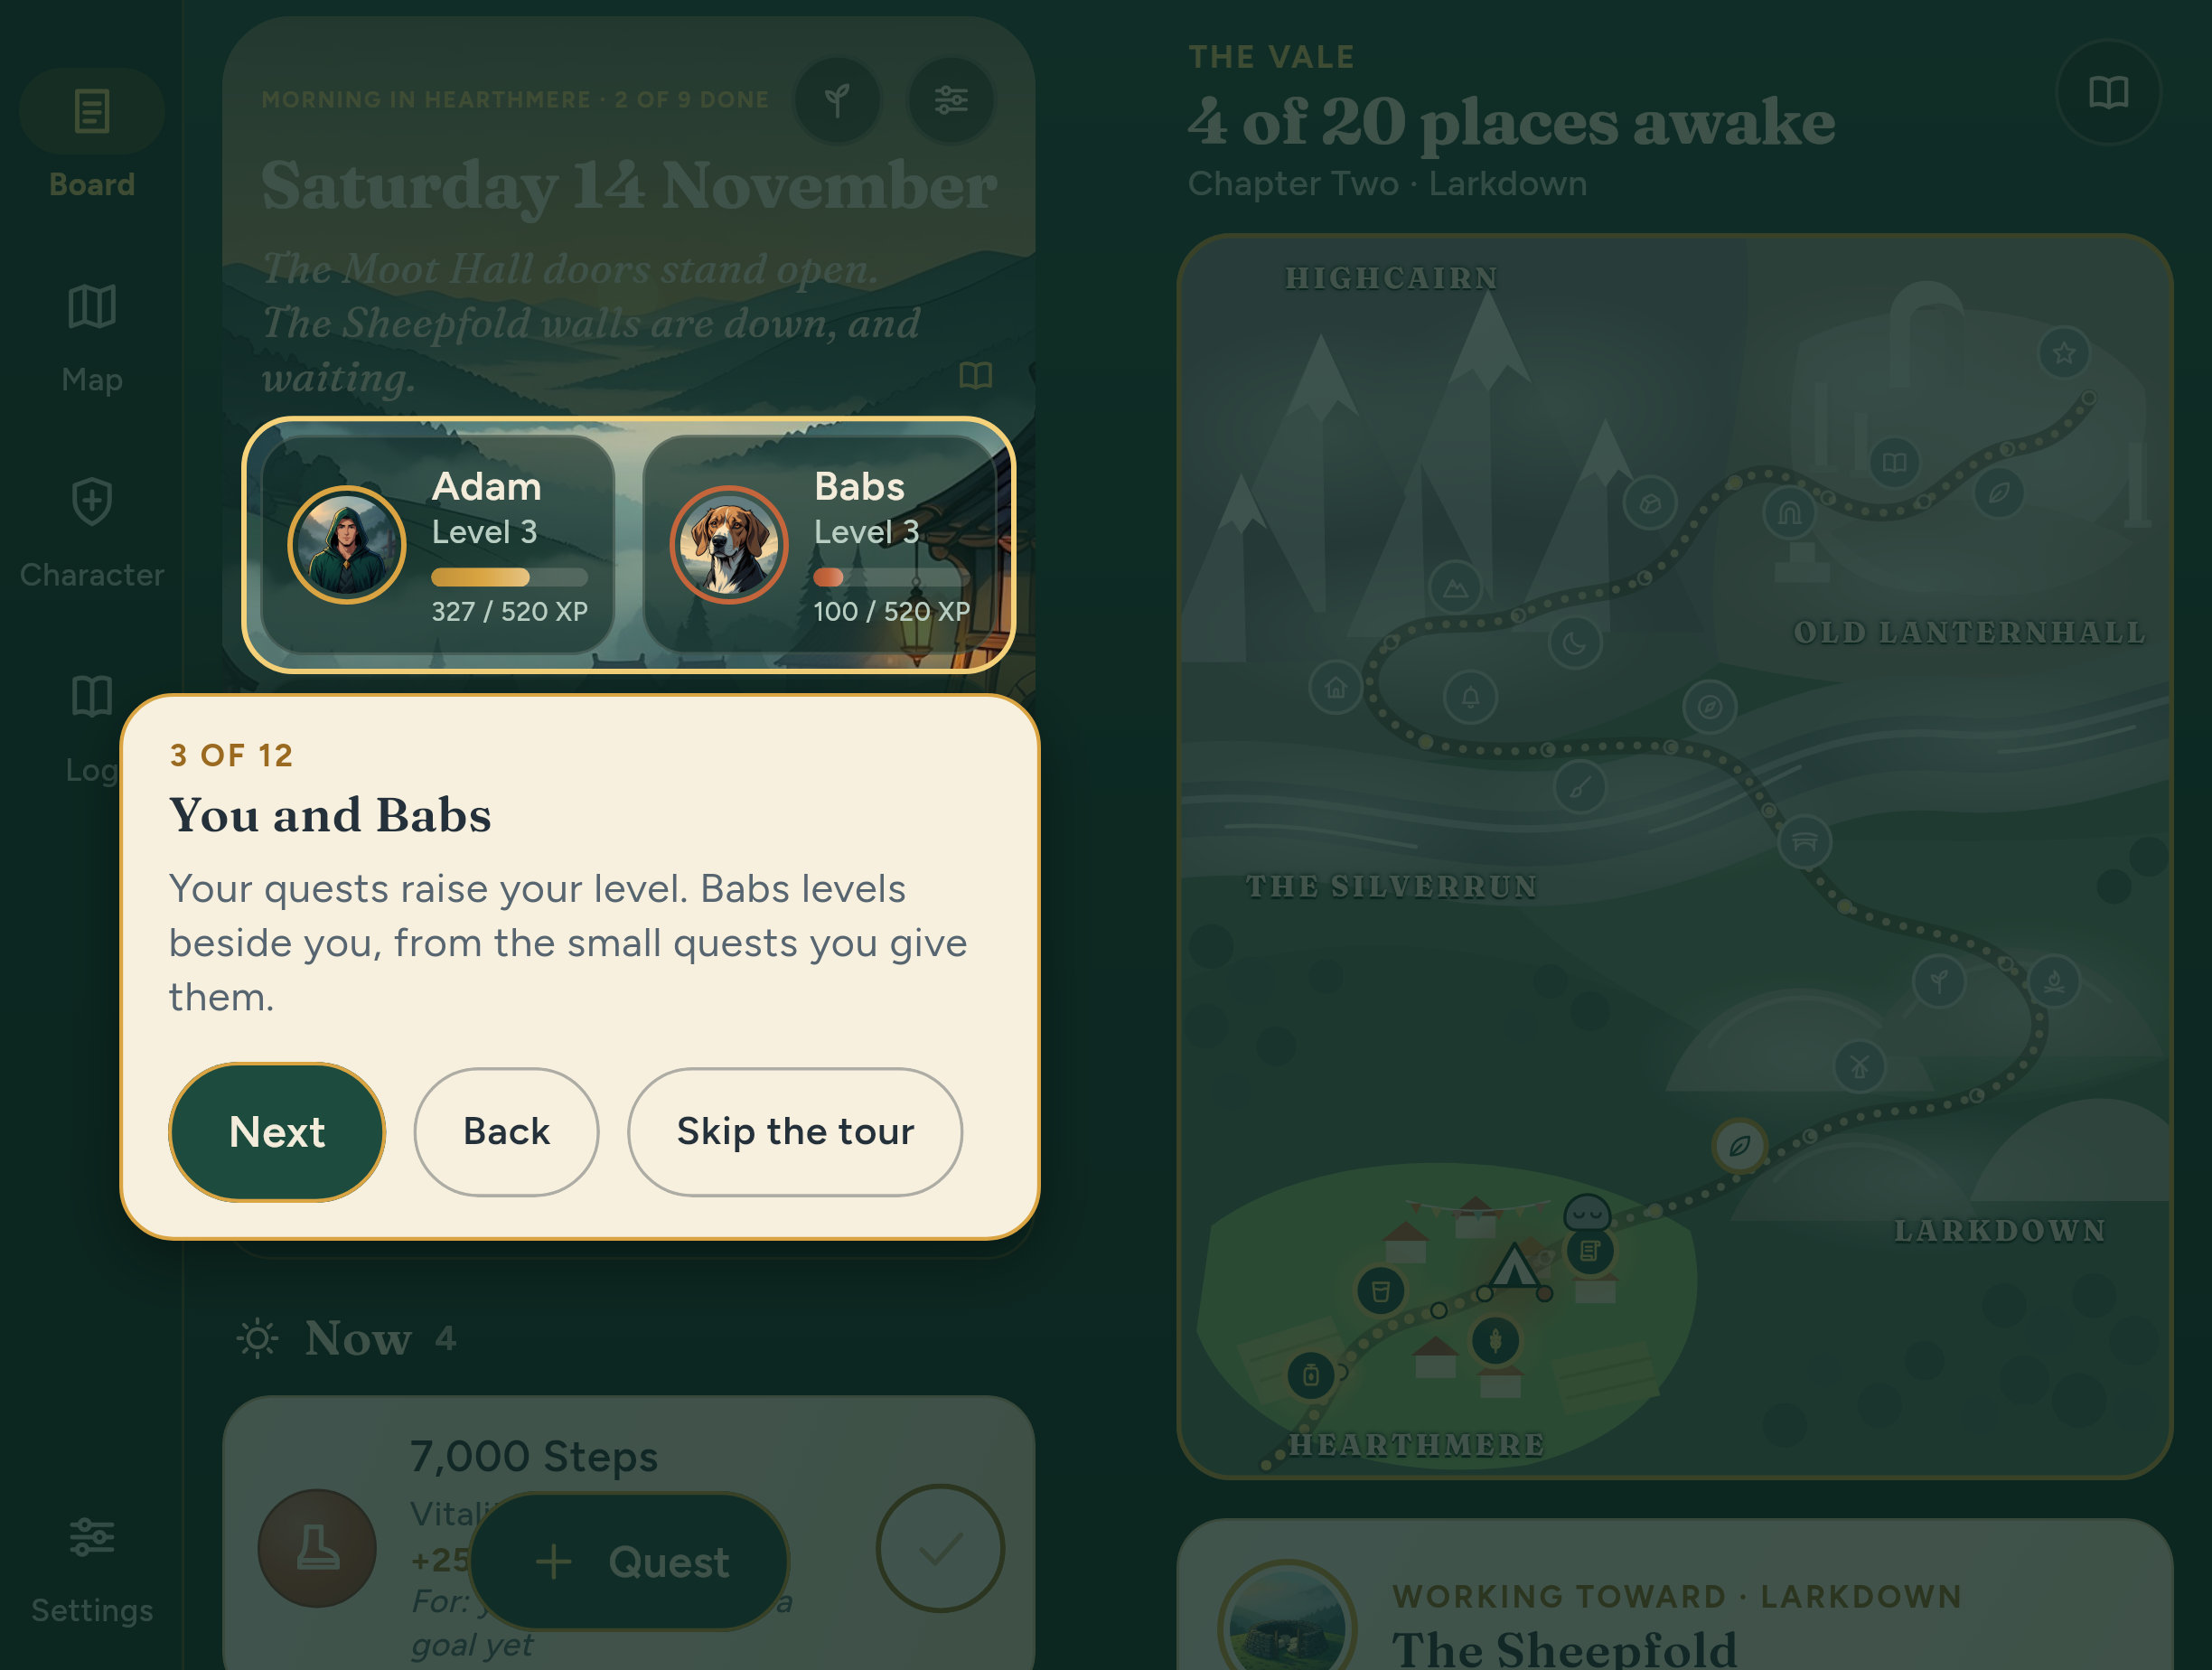 Board
Map
Character
Log
Settings
MORNING IN HEARTHMERE · 2 OF 9 DONE
Saturday 14 November
The Moot Hall doors stand open.
The Sheepfold walls are down, and
waiting.
Adam
Level 3
327 / 520 XP
Babs
Level 3
100 / 520 XP
3 OF 12
You and Babs
Your quests raise your level. Babs levels
beside you, from the small quests you give
them.
Next
Back
Skip the tour
Now 4
7,000 Steps
+25
Quest
For:
goal yet
THE VALE
4 of 20 places awake
Chapter Two · Larkdown
HIGHCAIRN
OLD LANTERNHALL
THE SILVERRUN
LARKDOWN
HEARTHMERE
WORKING TOWARD · LARKDOWN
The Sheepfold